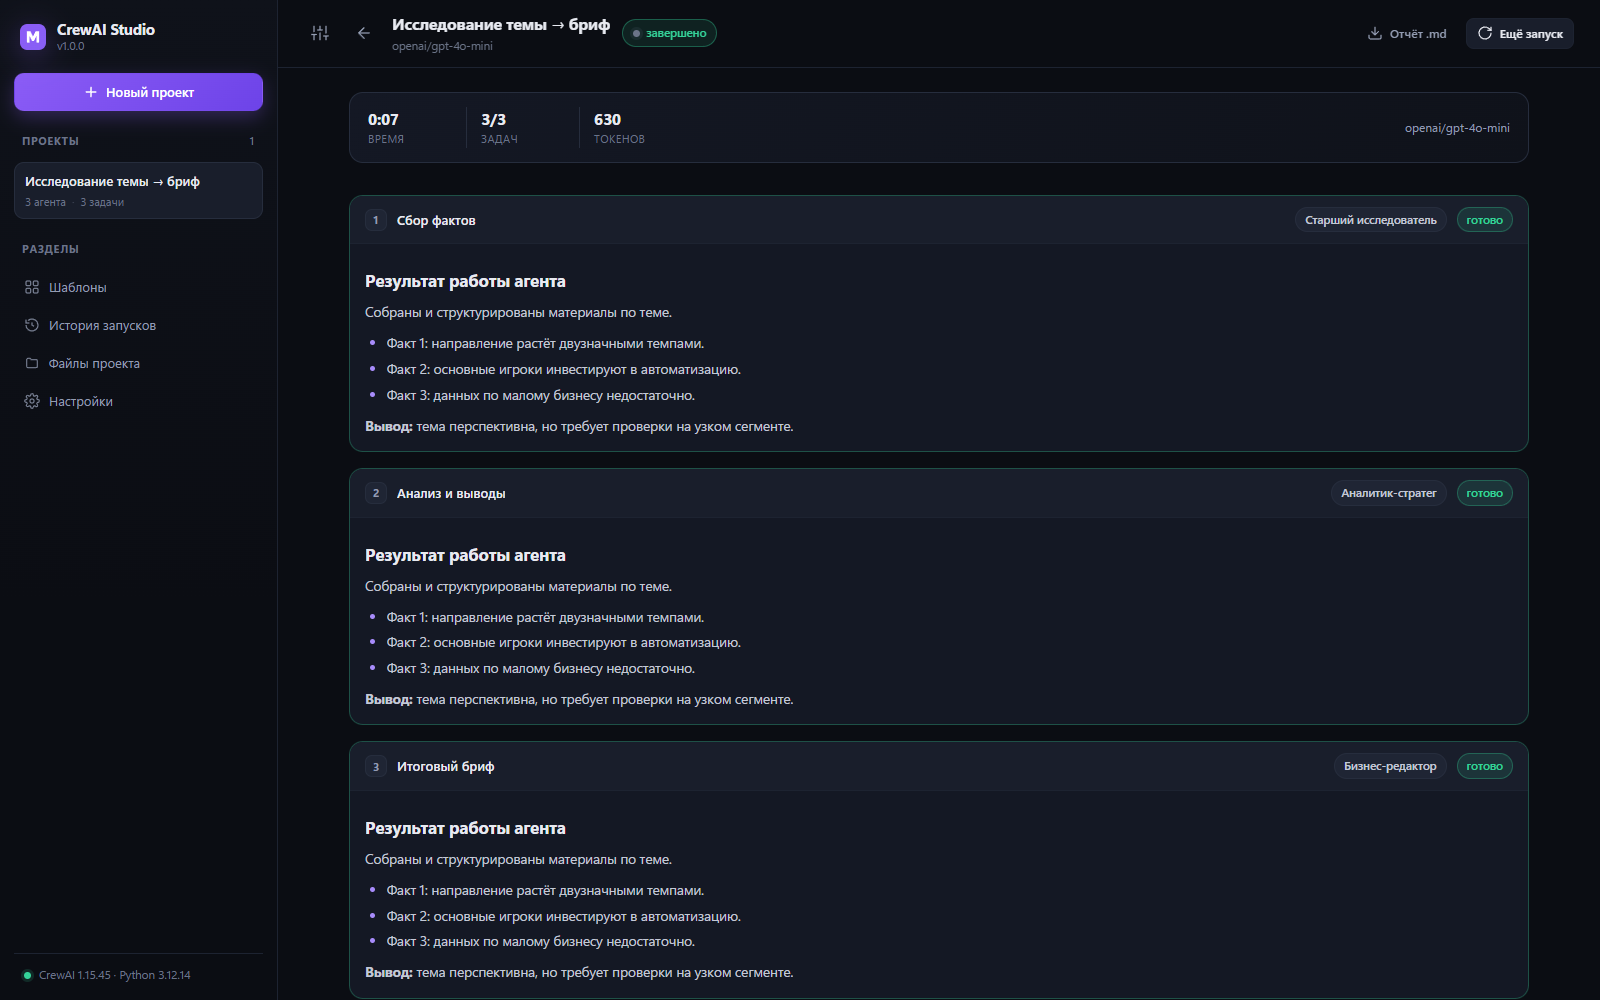 CrewAI Studio
v1.0.0
+ Новый проект
ПРОЕКТЫ 1
Исследование темы → бриф
3 агента · 3 задачи
РАЗДЕЛЫ
Шаблоны
История запусков
Файлы проекта
Настройки
CrewAI 1.15.45 · Python 3.12.14
Исследование темы → бриф
openai/gpt-4o-mini
завершено
Отчёт .md
Ещё запуск
0:07
ВРЕМЯ
3/3
ЗАДАЧ
630
ТОКЕНОВ
openai/gpt-4o-mini
1 Сбор фактов Старший исследователь готово
Результат работы агента
Собраны и структурированы материалы по теме.
• Факт 1: направление растёт двузначными темпами.
• Факт 2: основные игроки инвестируют в автоматизацию.
• Факт 3: данных по малому бизнесу недостаточно.
Вывод: тема перспективна, но требует проверки на узком сегменте.
2 Анализ и выводы Аналитик-стратег готово
Результат работы агента
Собраны и структурированы материалы по теме.
• Факт 1: направление растёт двузначными темпами.
• Факт 2: основные игроки инвестируют в автоматизацию.
• Факт 3: данных по малому бизнесу недостаточно.
Вывод: тема перспективна, но требует проверки на узком сегменте.
3 Итоговый бриф Бизнес-редактор готово
Результат работы агента
Собраны и структурированы материалы по теме.
• Факт 1: направление растёт двузначными темпами.
• Факт 2: основные игроки инвестируют в автоматизацию.
• Факт 3: данных по малому бизнесу недостаточно.
Вывод: тема перспективна, но требует проверки на узком сегменте.